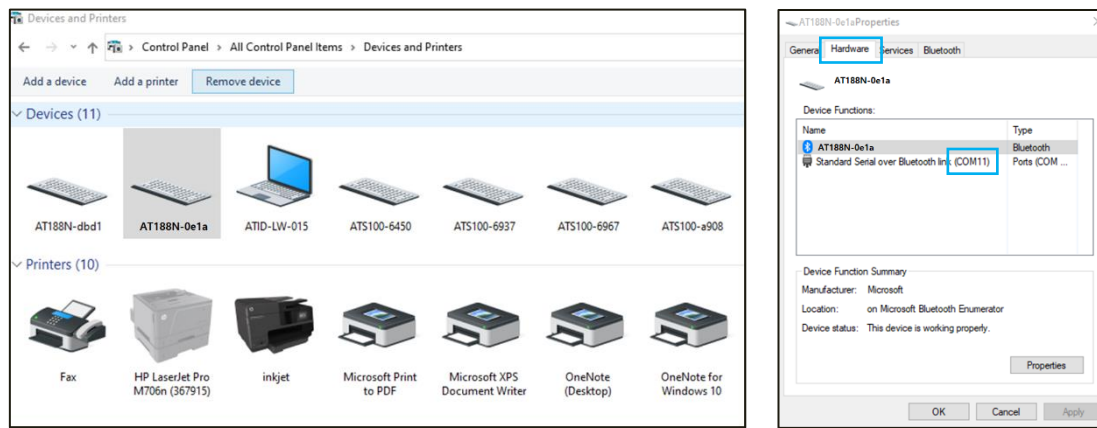 Devices and Printers
Control Panel > All Control Panel Items > Devices and Printers
Add a device Add a printer Remove device
Devices (11)
AT188N-dbd1 AT188N-0e1a ATID-LW-015 ATS100-6450 ATS100-6937 ATS100-6967 ATS100-a908
Printers (10)
Fax HP LaserJet Pro inkjet Microsoft Print Microsoft XPS OneNote OneNote for
M706n (367915) to PDF Document Writer (Desktop) Windows 10
AT188N-0e1aProperties
General Hardware Services Bluetooth
AT188N-0e1a
Device Functions:
Name Type
AT188N-0e1a Bluetooth
Standard Serial over Bluetooth link (COM11) Ports (COM ...
Device Function Summary
Manufacturer: Microsoft
Location: on Microsoft Bluetooth Enumerator
Device status: This device is working properly.
Properties
OK Cancel Apply